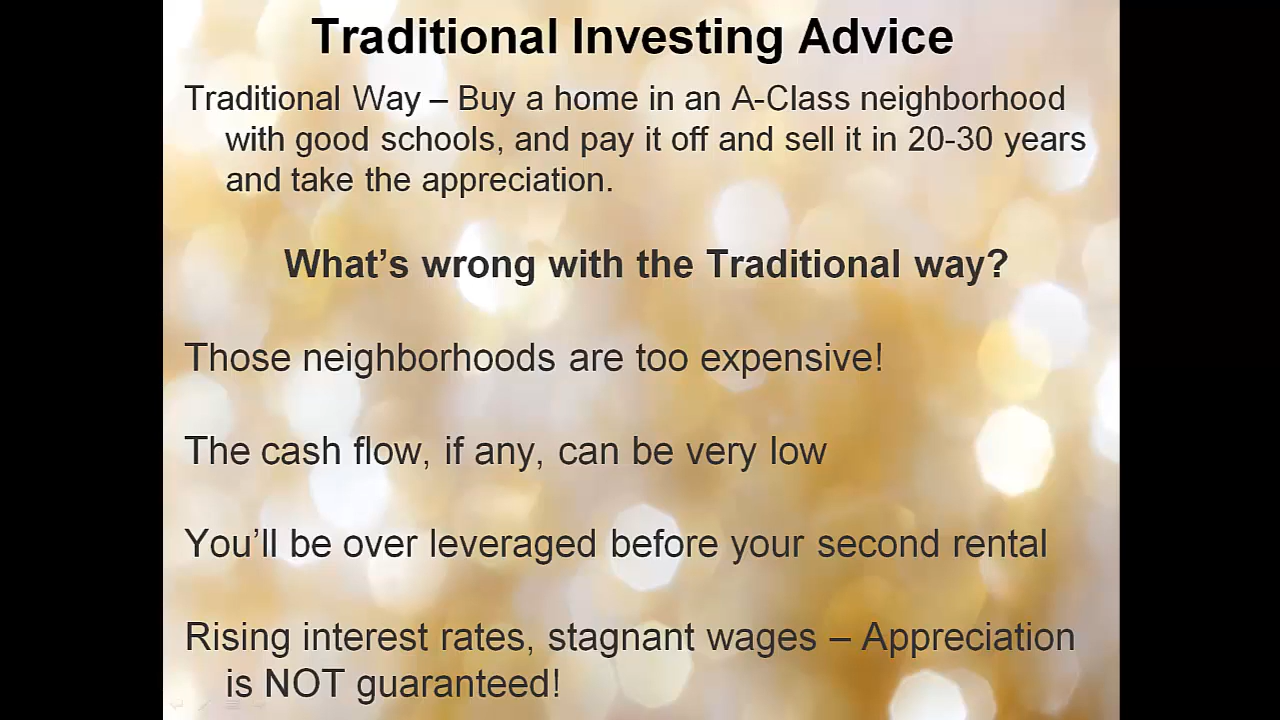 Traditional Investing Advice
Traditional Way – Buy a home in an A-Class neighborhood
with good schools, and pay it off and sell it in 20-30 years
and take the appreciation.
What’s wrong with the Traditional way?
Those neighborhoods are too expensive!
The cash flow, if any, can be very low
You’ll be over leveraged before your second rental
Rising interest rates, stagnant wages – Appreciation
is NOT guaranteed!